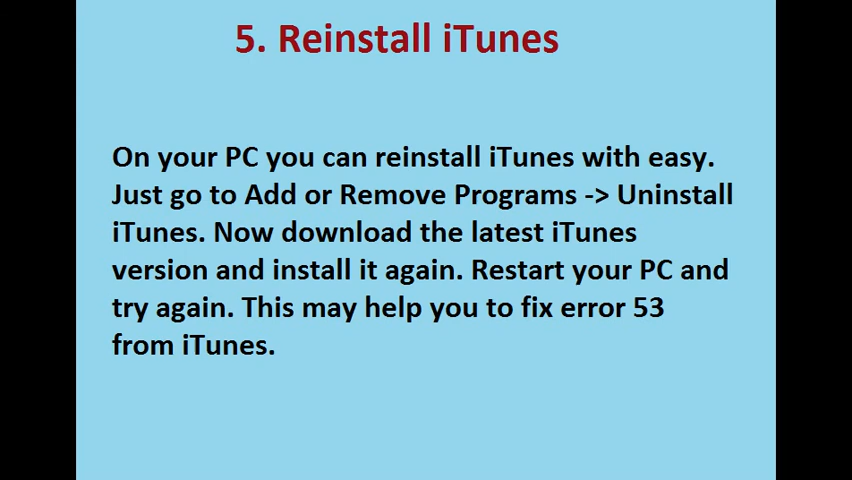 5. Reinstall iTunes
On your PC you can reinstall iTunes with easy.
Just go to Add or Remove Programs -> Uninstall
iTunes. Now download the latest iTunes
version and install it again. Restart your PC and
try again. This may help you to fix error 53
from iTunes.